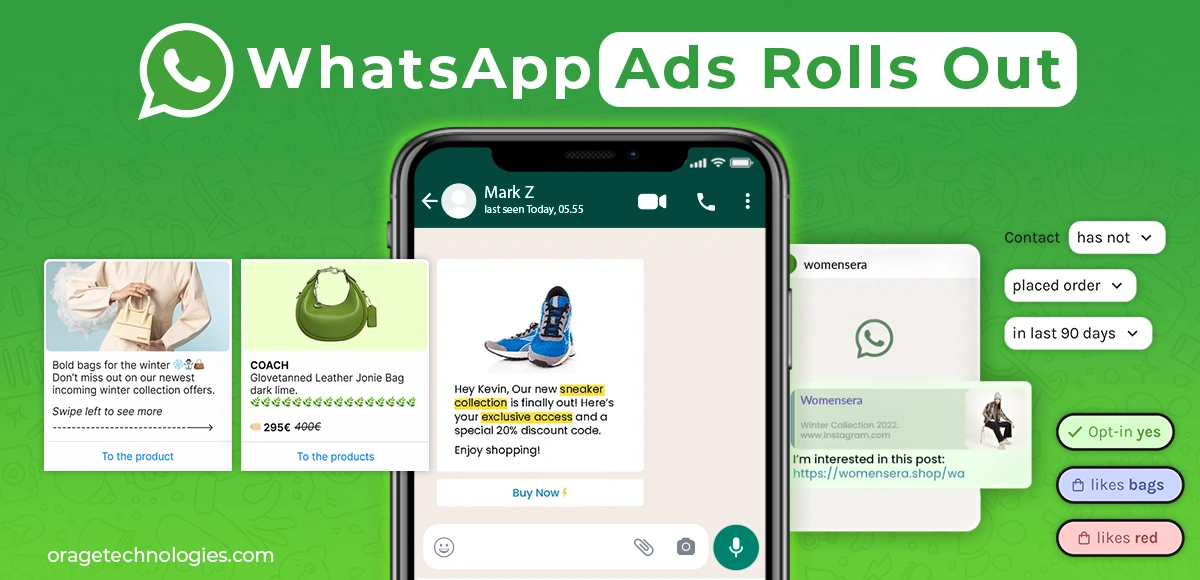 WhatsApp Ads Rolls Out
Mark Z
last seen Today, 05.55
Bold bags for the winter ❄️☃️👜
Don't miss out on our newest
incoming winter collection offers.
Swipe left to see more
To the product
COACH
Glovetanned Leather Jonie Bag
dark lime.
🌿🌿🌿🌿🌿🌿🌿🌿🌿🌿🌿🌿🌿
295€ 400€
To the products
Hey Kevin, Our new sneaker
collection is finally out! Here's
your exclusive access and a
special 20% discount code.
Enjoy shopping!
Buy Now⚡
womensera
Womensera
Winter Collection 2022.
www.instagram.com
I'm interested in this post:
https://womensera.shop/wa
Contact has not
placed order
in last 90 days
Opt-in yes
likes bags
likes red
oragetechnologies.com